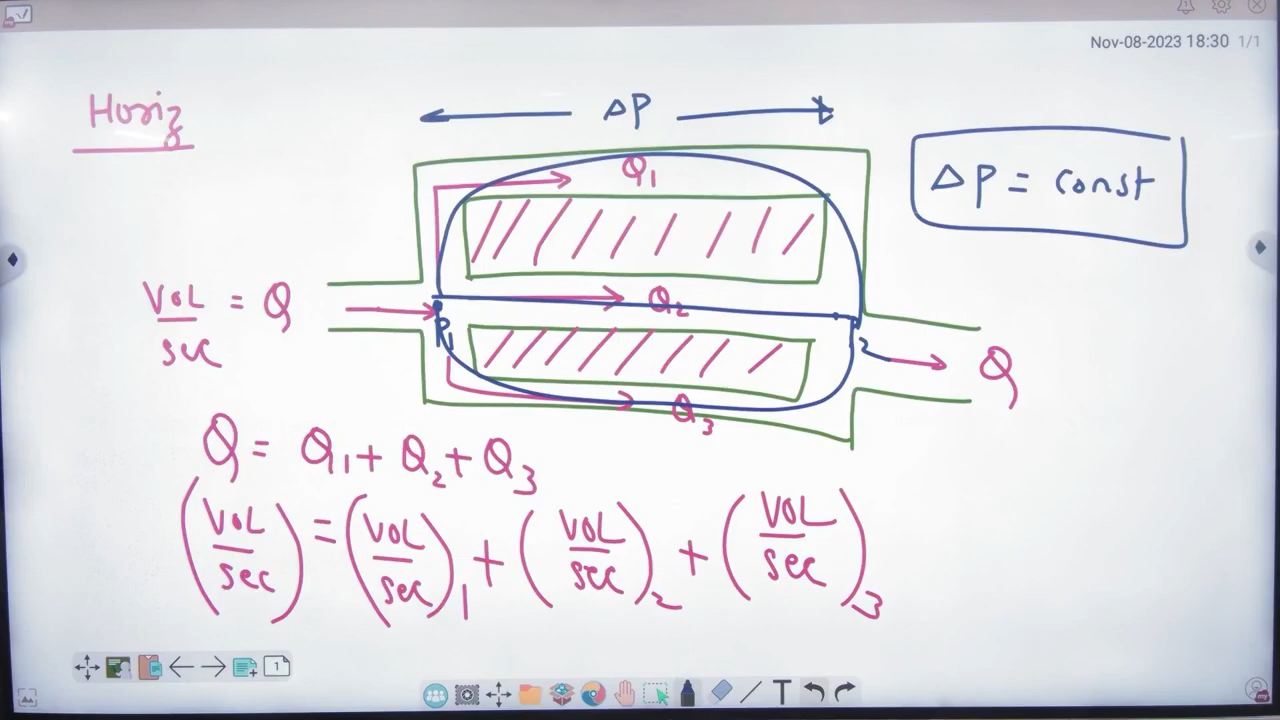 Nov-08-2023 18:30 1/1
Horiz
ΔP
Q₁
ΔP = const
VOL/sec = Q
Q₂
P₁
2
Q
Q₃
Q = Q₁ + Q₂ + Q₃
(VOL/sec) = (VOL/sec)₁ + (VOL/sec)₂ + (VOL/sec)₃
1
T